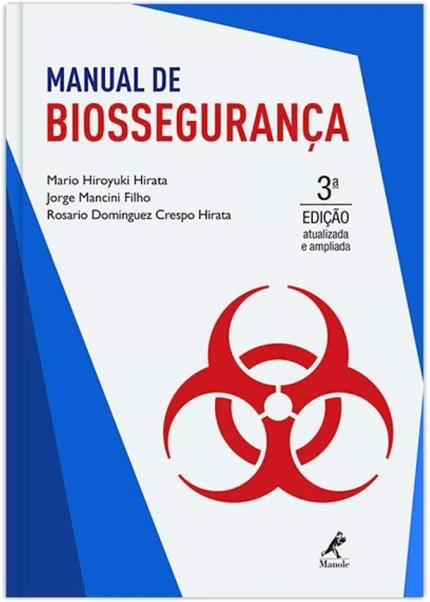 MANUAL DE
BIOSSEGURANÇA
Mario Hiroyuki Hirata
Jorge Mancini Filho
Rosario Dominguez Crespo Hirata
3ª
EDIÇÃO
atualizada
e ampliada
Manole